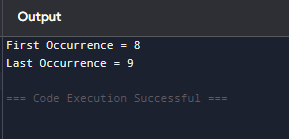 Output
First Occurrence = 8
Last Occurrence = 9
=== Code Execution Successful ===